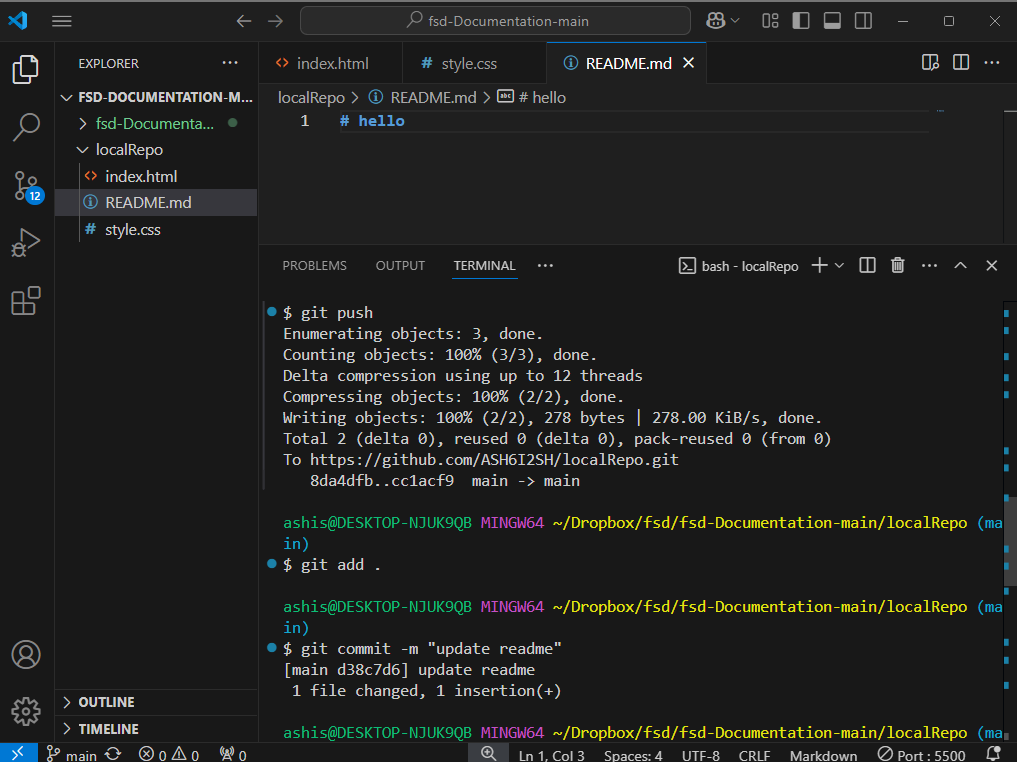 fsd-Documentation-main
EXPLORER
index.html
# style.css
README.md
FSD-DOCUMENTATION-M...
localRepo > README.md > # hello
fsd-Documenta...
1 # hello
localRepo
index.html
README.md
# style.css
12
PROBLEMS OUTPUT TERMINAL
bash - localRepo
$ git push
Enumerating objects: 3, done.
Counting objects: 100% (3/3), done.
Delta compression using up to 12 threads
Compressing objects: 100% (2/2), done.
Writing objects: 100% (2/2), 278 bytes | 278.00 KiB/s, done.
Total 2 (delta 0), reused 0 (delta 0), pack-reused 0 (from 0)
To https://github.com/ASH6I2SH/localRepo.git
8da4dfb..cc1acf9  main -> main
ashis@DESKTOP-NJUK9QB MINGW64 ~/Dropbox/fsd/fsd-Documentation-main/localRepo (ma
in)
$ git add .
ashis@DESKTOP-NJUK9QB MINGW64 ~/Dropbox/fsd/fsd-Documentation-main/localRepo (ma
in)
$ git commit -m "update readme"
[main d38c7d6] update readme
1 file changed, 1 insertion(+)
ashis@DESKTOP-NJUK9QB MINGW64 ~/Dropbox/fsd/fsd-Documentation-main/localRepo (ma
OUTLINE
TIMELINE
main 0 0 0 Ln 1, Col 3 Spaces: 4 UTF-8 CRLF Markdown Port : 5500